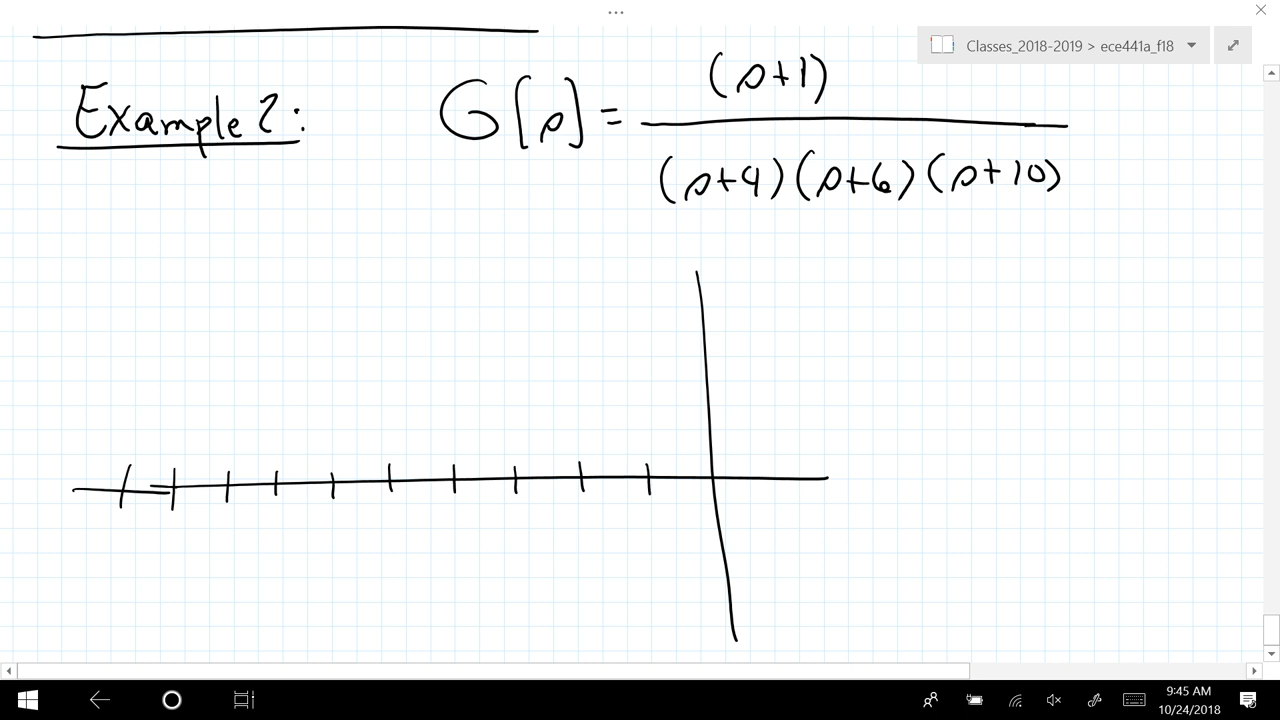 Classes_2018-2019 > ece441a_f18
Example 2: G[s] = (s+1)
(s+4)(s+6)(s+10)
9:45 AM
10/24/2018